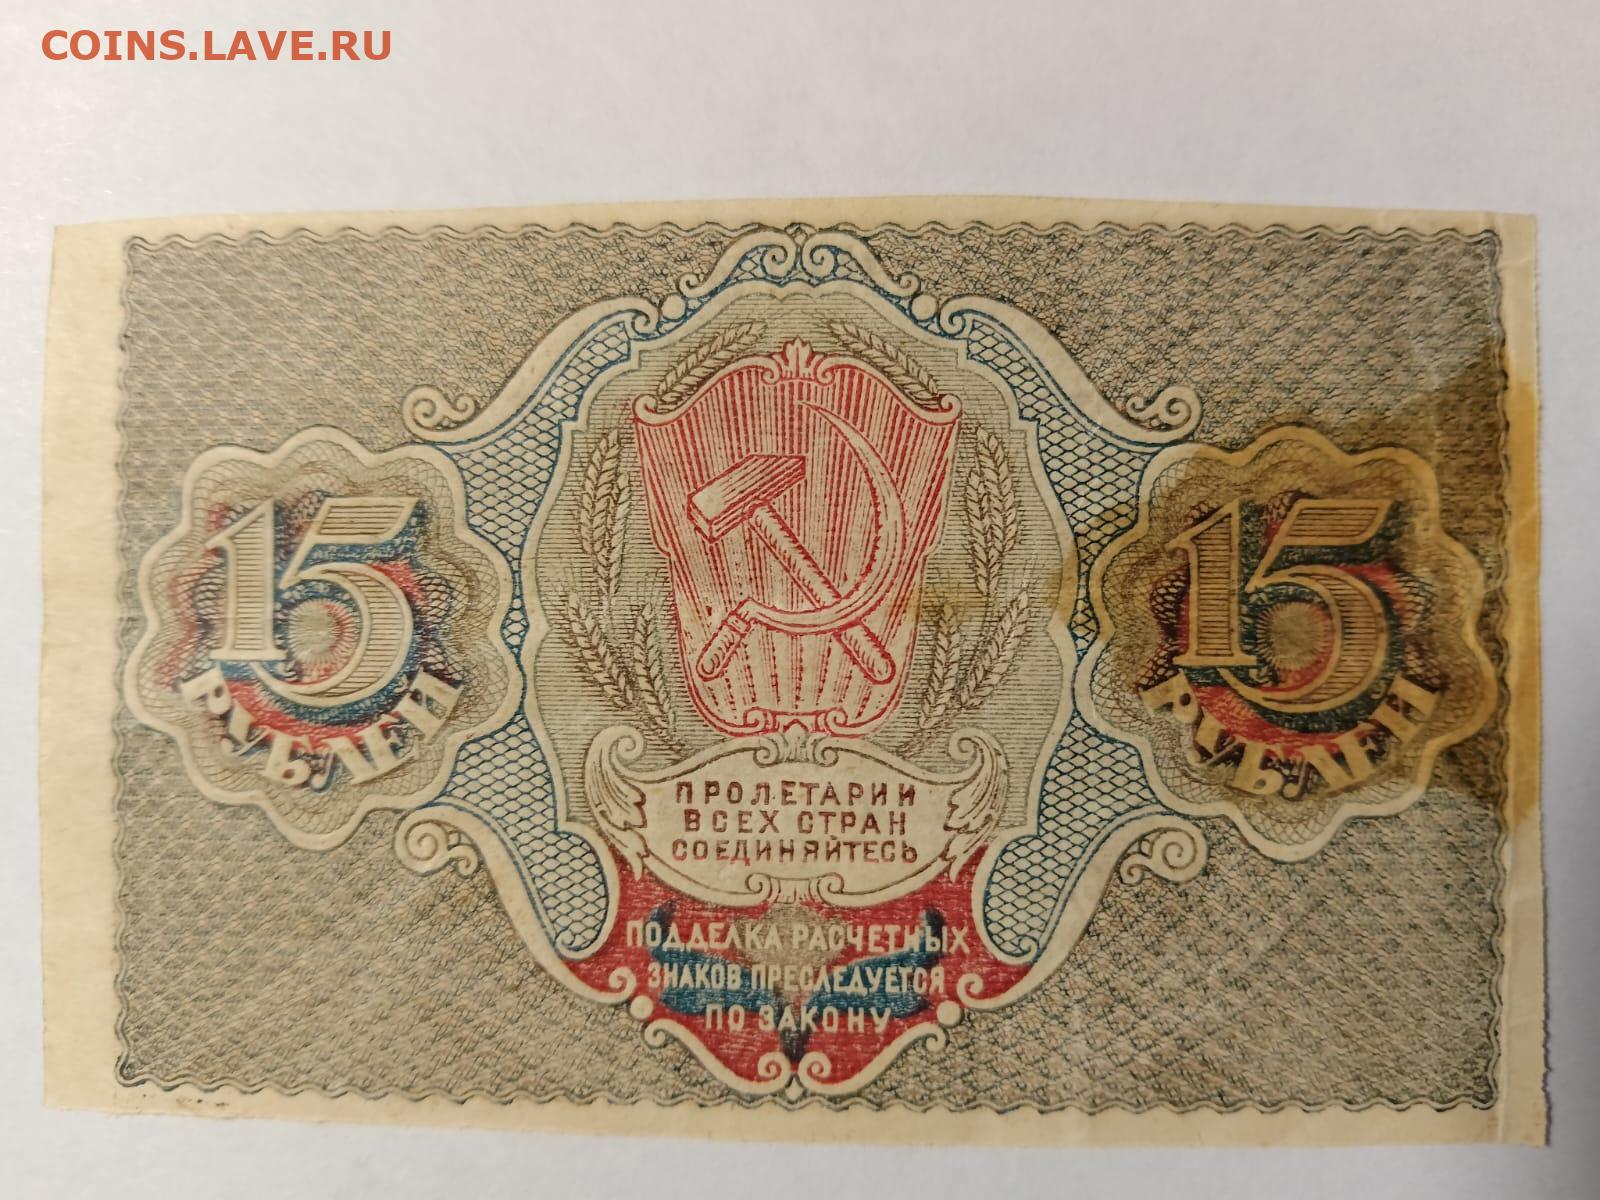 COINS.LAVE.RU
15
РУБЛЕЙ
15
РУБЛЕЙ
ПРОЛЕТАРИИ
ВСЕХ СТРАН
СОЕДИНЯЙТЕСЬ
ПОДДЕЛКА РАСЧЕТНЫХ
ЗНАКОВ ПРЕСЛЕДУЕТСЯ
ПО ЗАКОНУ